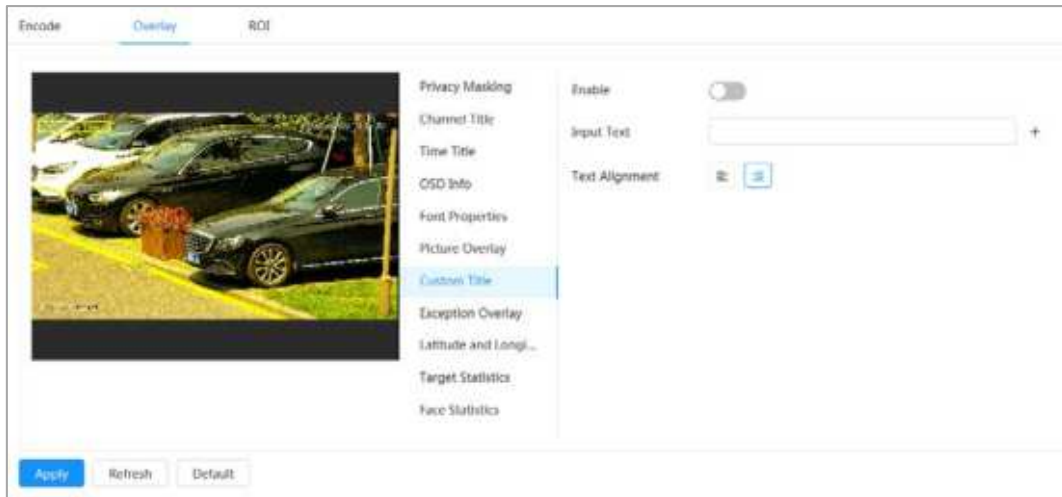 Encode Overlay ROI
Privacy Masking
Enable
Channel Title
Input Text +
Time Title
Text Alignment
OSD Info
Font Properties
Picture Overlay
Custom Title
Exception Overlay
Latitude and Longi...
Target Statistics
Face Statistics
Apply Refresh Default